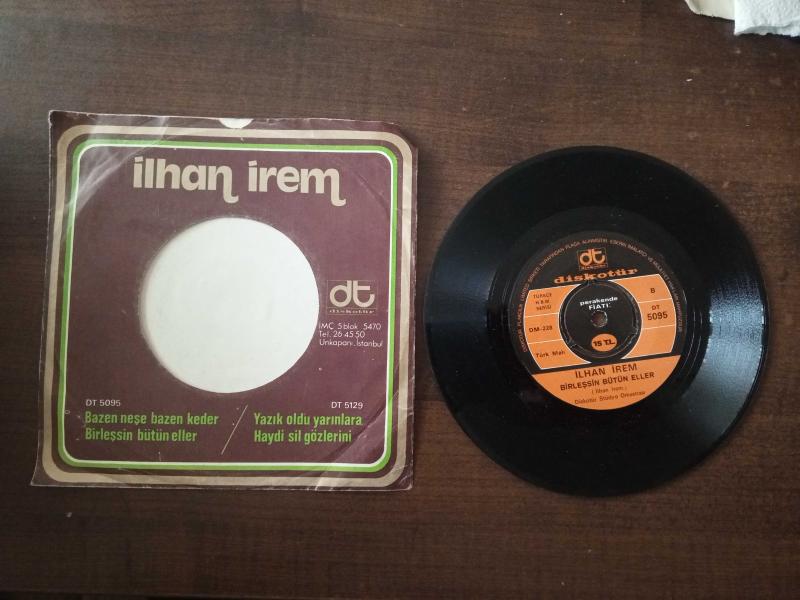 ilhan irem
dt
diskotür
IMC 5 blok 5470
Tel. 26 45 50
Unkapanı. İstanbul
DT 5095
Bazen neşe bazen keder
Birleşsin bütün eller
DT 5129
Yazık oldu yarınlara
Haydi sil gözlerini
dt
diskotür
TÜRKÇE
perakende
FİATI:
B
DT
5095
DM-228
15 TL.
Türk Malı
İLHAN İREM
BİRLEŞSİN BÜTÜN ELLER
( İlhan İrem )
Diskotür Stüdyo Orkestrası